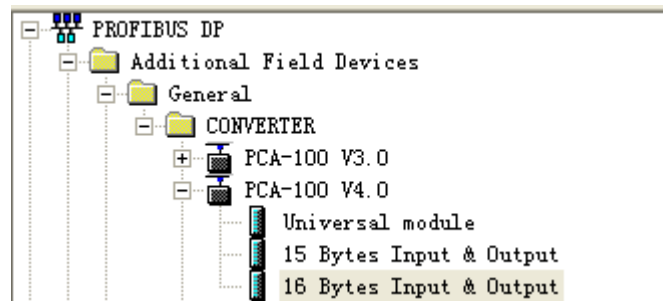 PROFIBUS DP
Additional Field Devices
General
CONVERTER
PCA-100 V3.0
PCA-100 V4.0
Universal module
15 Bytes Input & Output
16 Bytes Input & Output